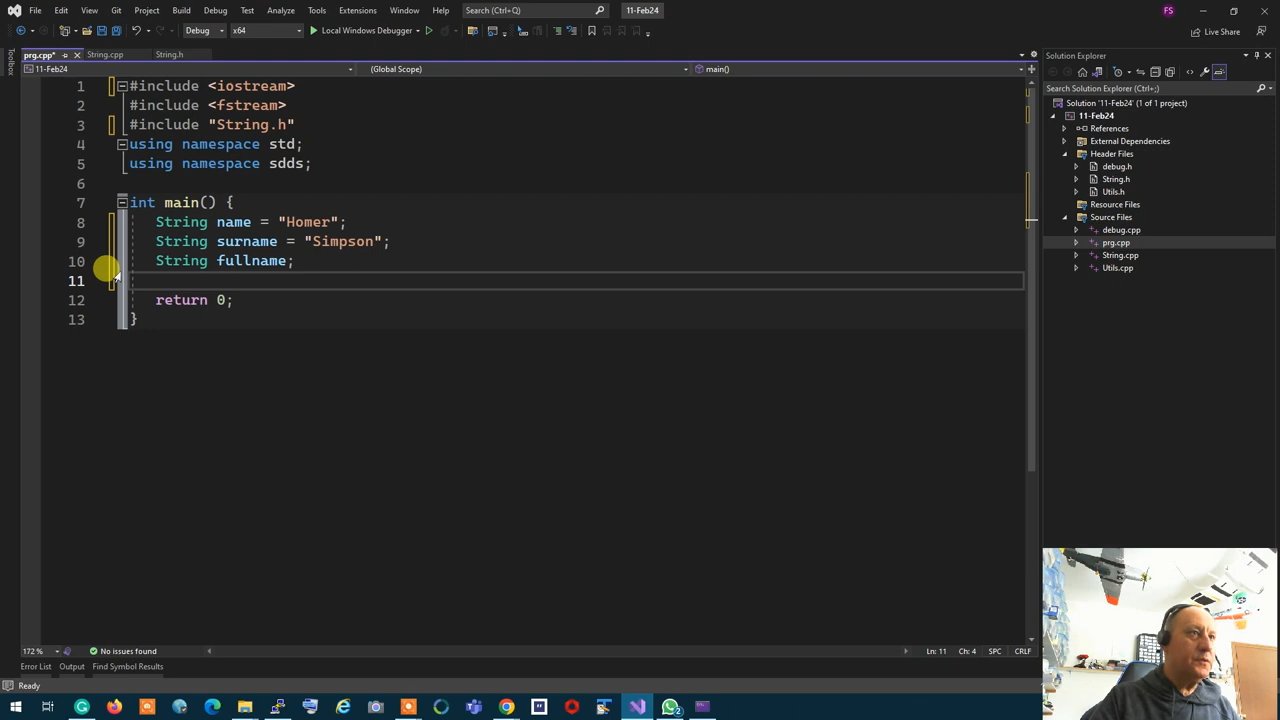 File Edit View Git Project Build Debug Test Analyze Tools Extensions Window Help Search (Ctrl+Q) 11-Feb24 FS
Debug x64 Local Windows Debugger Live Share
prg.cpp* String.cpp String.h
11-Feb24 (Global Scope) main()
Toolbox
1 #include <iostream>
2 #include <fstream>
3 #include "String.h"
4 using namespace std;
5 using namespace sdds;
6
7 int main() {
8 String name = "Homer";
9 String surname = "Simpson";
10 String fullname;
11
12 return 0;
13 }
Solution Explorer
Search Solution Explorer (Ctrl+;)
Solution '11-Feb24' (1 of 1 project)
11-Feb24
References
External Dependencies
Header Files
debug.h
String.h
Utils.h
Resource Files
Source Files
debug.cpp
prg.cpp
String.cpp
Utils.cpp
172 % No issues found Ln: 11 Ch: 4 SPC CRLF
Error List Output Find Symbol Results
Ready
2